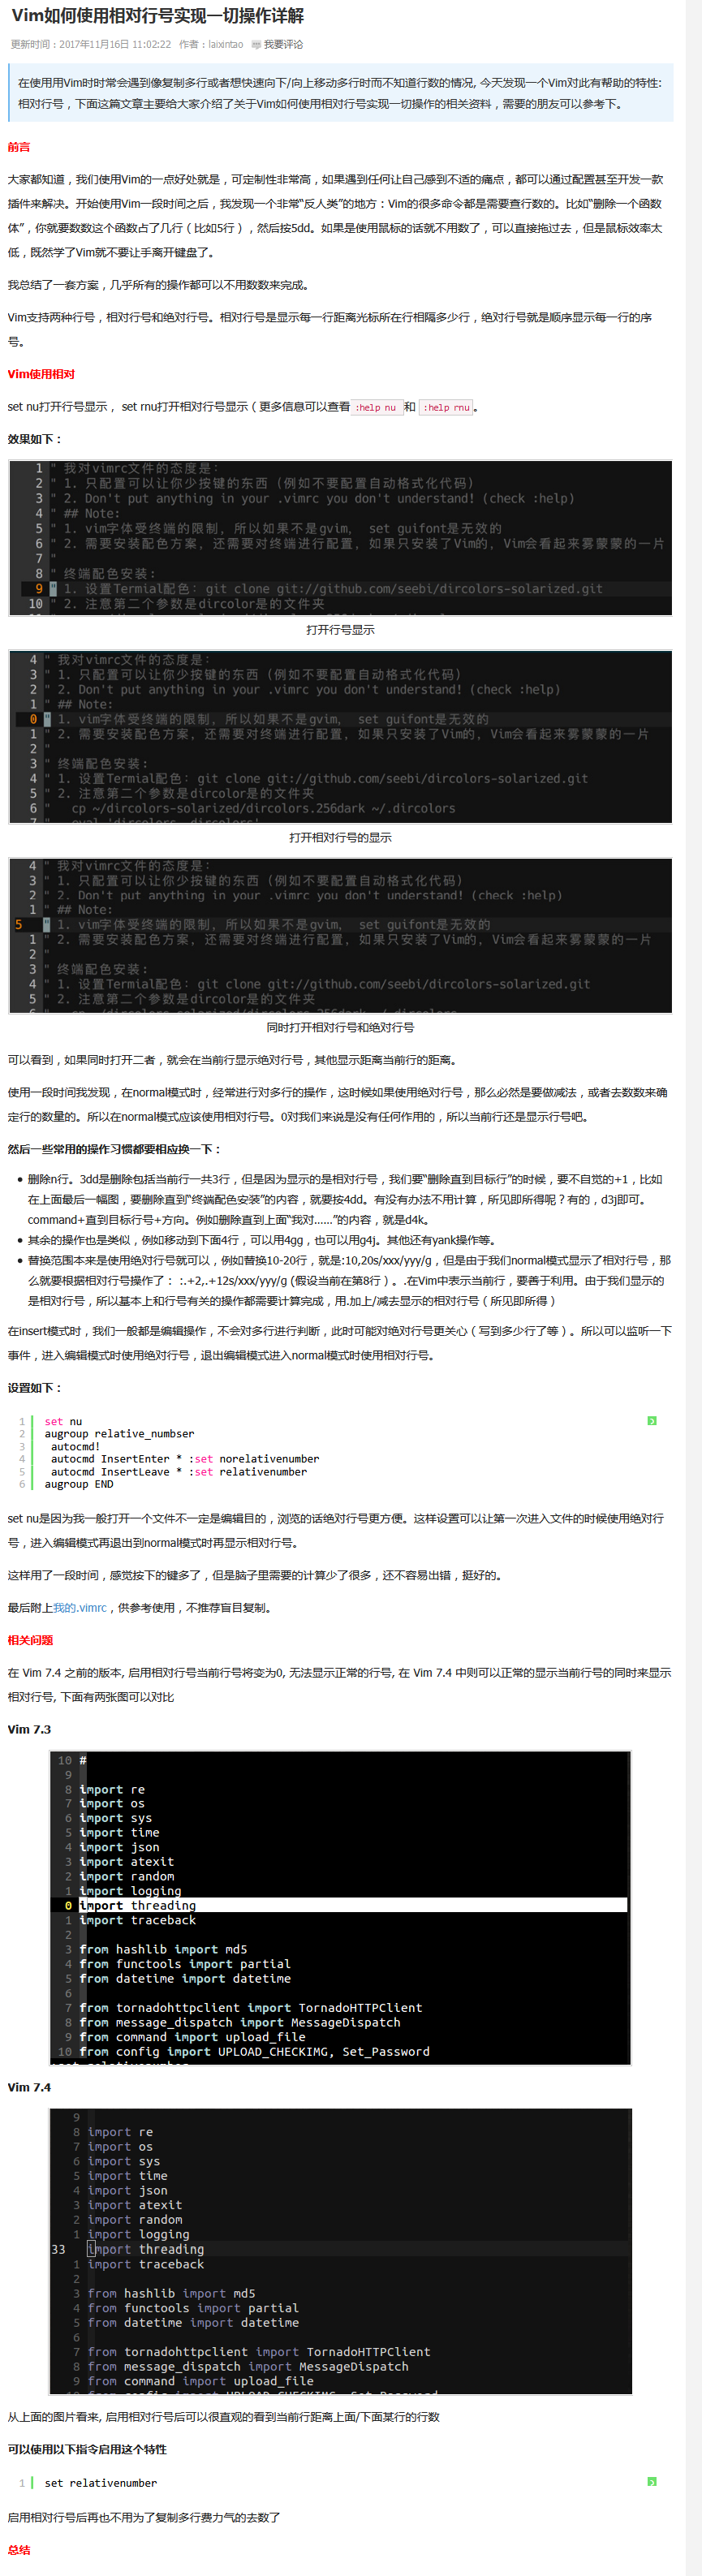 Vim如何使用相对行号实现一切操作详解
更新时间：2017年11月16日 11:02:22   作者：laixintao   我要评论
在使用用Vim时时常会遇到像复制多行或者想快速向下/向上移动多行时而不知道行数的情况, 今天发现一个Vim对此有帮助的特性:
相对行号，下面这篇文章主要给大家介绍了关于Vim如何使用相对行号实现一切操作的相关资料，需要的朋友可以参考下。
前言
大家都知道，我们使用Vim的一点好处就是，可定制性非常高，如果遇到任何让自己感到不适的痛点，都可以通过配置甚至开发一款
插件来解决。开始使用Vim一段时间之后，我发现一个非常“反人类”的地方：Vim的很多命令都是需要查行数的。比如“删除一个函数
体”，你就要数数这个函数占了几行（比如5行），然后按5dd。如果是使用鼠标的话就不用数了，可以直接拖过去，但是鼠标效率太
低，既然学了Vim就不要让手离开键盘了。
我总结了一套方案，几乎所有的操作都可以不用数数来完成。
Vim支持两种行号，相对行号和绝对行号。相对行号是显示每一行距离光标所在行相隔多少行，绝对行号就是顺序显示每一行的序
号。
Vim使用相对
set nu打开行号显示， set rnu打开相对行号显示（更多信息可以查看 :help nu 和 :help rnu 。
效果如下：
1 " 我对vimrc文件的态度是：
2 " 1. 只配置可以让你少按键的东西（例如不要配置自动格式化代码）
3 " 2. Don't put anything in your .vimrc you don't understand! (check :help)
4 " ## Note:
5 " 1. vim字体受终端的限制，所以如果不是gvim， set guifont是无效的
6 " 2. 需要安装配色方案，还需要对终端进行配置，如果只安装了Vim的，Vim会看起来雾蒙蒙的一片
7 "
8 " 终端配色安装：
9 " 1. 设置Termial配色：git clone git://github.com/seebi/dircolors-solarized.git
10 " 2. 注意第二个参数是dircolor是的文件夹
打开行号显示
4 " 我对vimrc文件的态度是：
3 " 1. 只配置可以让你少按键的东西（例如不要配置自动格式化代码）
2 " 2. Don't put anything in your .vimrc you don't understand! (check :help)
1 " ## Note:
0 " 1. vim字体受终端的限制，所以如果不是gvim， set guifont是无效的
1 " 2. 需要安装配色方案，还需要对终端进行配置，如果只安装了Vim的，Vim会看起来雾蒙蒙的一片
2 "
3 " 终端配色安装：
4 " 1. 设置Termial配色：git clone git://github.com/seebi/dircolors-solarized.git
5 " 2. 注意第二个参数是dircolor是的文件夹
6 "   cp ~/dircolors-solarized/dircolors.256dark ~/.dircolors
打开相对行号的显示
4 " 我对vimrc文件的态度是：
3 " 1. 只配置可以让你少按键的东西（例如不要配置自动格式化代码）
2 " 2. Don't put anything in your .vimrc you don't understand! (check :help)
1 " ## Note:
5 " 1. vim字体受终端的限制，所以如果不是gvim， set guifont是无效的
1 " 2. 需要安装配色方案，还需要对终端进行配置，如果只安装了Vim的，Vim会看起来雾蒙蒙的一片
2 "
3 " 终端配色安装：
4 " 1. 设置Termial配色：git clone git://github.com/seebi/dircolors-solarized.git
5 " 2. 注意第二个参数是dircolor是的文件夹
同时打开相对行号和绝对行号
可以看到，如果同时打开二者，就会在当前行显示绝对行号，其他显示距离当前行的距离。
使用一段时间我发现，在normal模式时，经常进行对多行的操作，这时候如果使用绝对行号，那么必然是要做减法，或者去数数来确
定行的数量的。所以在normal模式应该使用相对行号。0对我们来说是没有任何作用的，所以当前行还是显示行号吧。
然后一些常用的操作习惯都要相应换一下：
● 删除n行。3dd是删除包括当前行一共3行，但是因为显示的是相对行号，我们要“删除直到目标行”的时候，要不自觉的+1，比如
在上面最后一幅图，要删除直到“终端配色安装”的内容，就要按4dd。有没有办法不用计算，所见即所得呢？有的，d3j即可。
command+直到目标行号+方向。例如删除直到上面“我对……”的内容，就是d4k。
● 其余的操作也是类似，例如移动到下面4行，可以用4gg，也可以用g4j。其他还有yank操作等。
● 替换范围本来是使用绝对行号就可以，例如替换10-20行，就是:10,20s/xxx/yyy/g，但是由于我们normal模式显示了相对行号，那
么就要根据相对行号操作了： :.+2,.+12s/xxx/yyy/g (假设当前在第8行）。.在Vim中表示当前行，要善于利用。由于我们显示的
是相对行号，所以基本上和行号有关的操作都需要计算完成，用.加上/减去显示的相对行号（所见即所得）
在insert模式时，我们一般都是编辑操作，不会对多行进行判断，此时可能对绝对行号更关心（写到多少行了等）。所以可以监听一下
事件，进入编辑模式时使用绝对行号，退出编辑模式进入normal模式时使用相对行号。
设置如下：
1 set nu
2 augroup relative_numbser
3  autocmd!
4  autocmd InsertEnter * :set norelativenumber
5  autocmd InsertLeave * :set relativenumber
6 augroup END
set nu是因为我一般打开一个文件不一定是编辑目的，浏览的话绝对行号更方便。这样设置可以让第一次进入文件的时候使用绝对行
号，进入编辑模式再退出到normal模式时再显示相对行号。
这样用了一段时间，感觉按下的键多了，但是脑子里需要的计算少了很多，还不容易出错，挺好的。
最后附上我的.vimrc，供参考使用，不推荐盲目复制。
相关问题
在 Vim 7.4 之前的版本, 启用相对行号当前行号将变为0, 无法显示正常的行号, 在 Vim 7.4 中则可以正常的显示当前行号的同时来显示
相对行号, 下面有两张图可以对比
Vim 7.3
10 #
9
8 import re
7 import os
6 import sys
5 import time
4 import json
3 import atexit
2 import random
1 import logging
0 import threading
1 import traceback
2
3 from hashlib import md5
4 from functools import partial
5 from datetime import datetime
6
7 from tornadohttpclient import TornadoHTTPClient
8 from message_dispatch import MessageDispatch
9 from command import upload_file
10 from config import UPLOAD_CHECKIMG, Set_Password
Vim 7.4
9
8 import re
7 import os
6 import sys
5 import time
4 import json
3 import atexit
2 import random
1 import logging
33 import threading
1 import traceback
2
3 from hashlib import md5
4 from functools import partial
5 from datetime import datetime
6
7 from tornadohttpclient import TornadoHTTPClient
8 from message_dispatch import MessageDispatch
9 from command import upload_file
从上面的图片看来, 启用相对行号后可以很直观的看到当前行距离上面/下面某行的行数
可以使用以下指令启用这个特性
1 set relativenumber
启用相对行号后再也不用为了复制多行费力气的去数了
总结